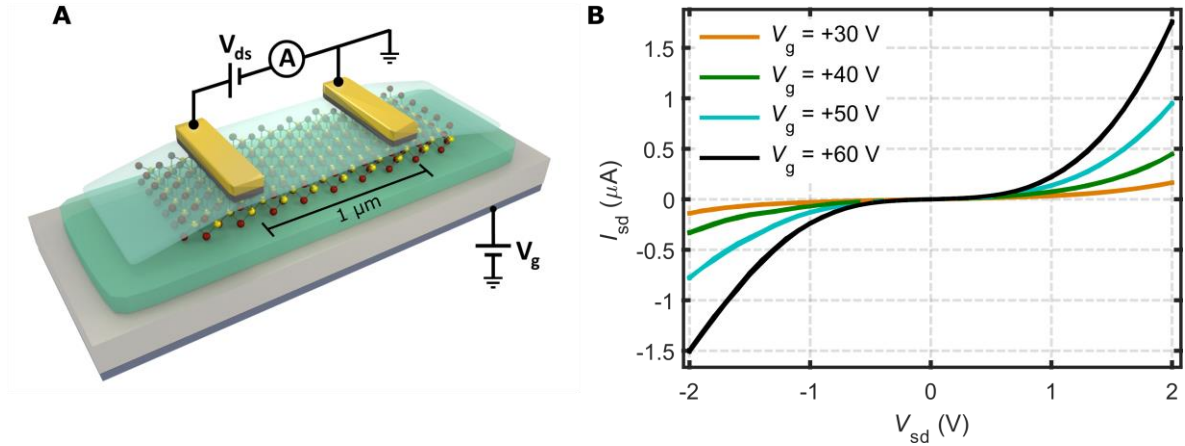 A
V_ds
A
1 μm
V_g
B
V_g = +30 V
V_g = +40 V
V_g = +50 V
V_g = +60 V
I_sd (μA)
1.5
1
0.5
0
-0.5
-1
-1.5
-2 -1 0 1 2
V_sd (V)